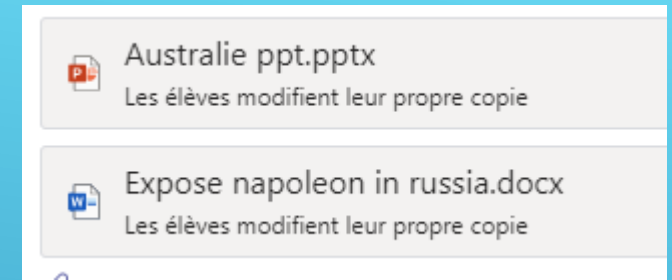 Australie ppt.pptx
Les élèves modifient leur propre copie
Expose napoleon in russia.docx
Les élèves modifient leur propre copie